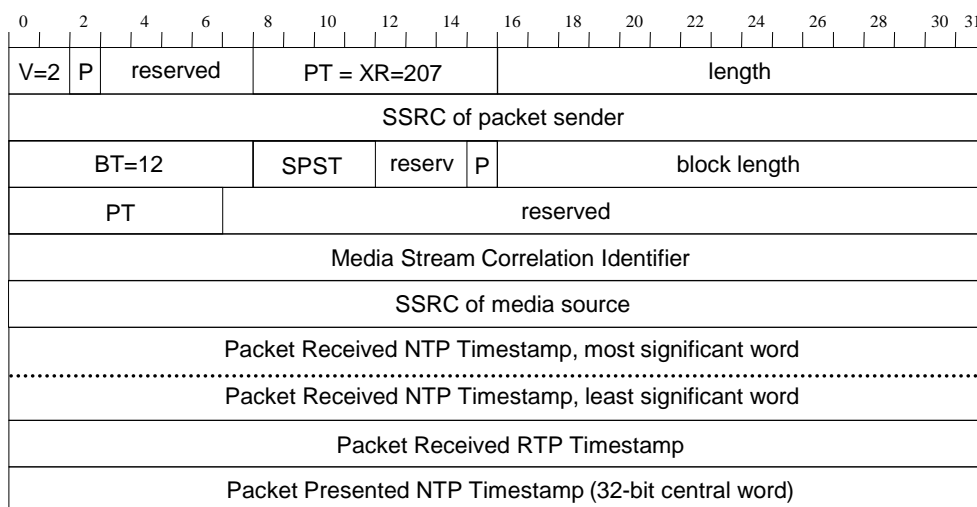 0 2 4 6 8 10 12 14 16 18 20 22 24 26 28 30 31
V=2 P reserved PT = XR=207 length
SSRC of packet sender
BT=12 SPST reserv P block length
PT reserved
Media Stream Correlation Identifier
SSRC of media source
Packet Received NTP Timestamp, most significant word
Packet Received NTP Timestamp, least significant word
Packet Received RTP Timestamp
Packet Presented NTP Timestamp (32-bit central word)